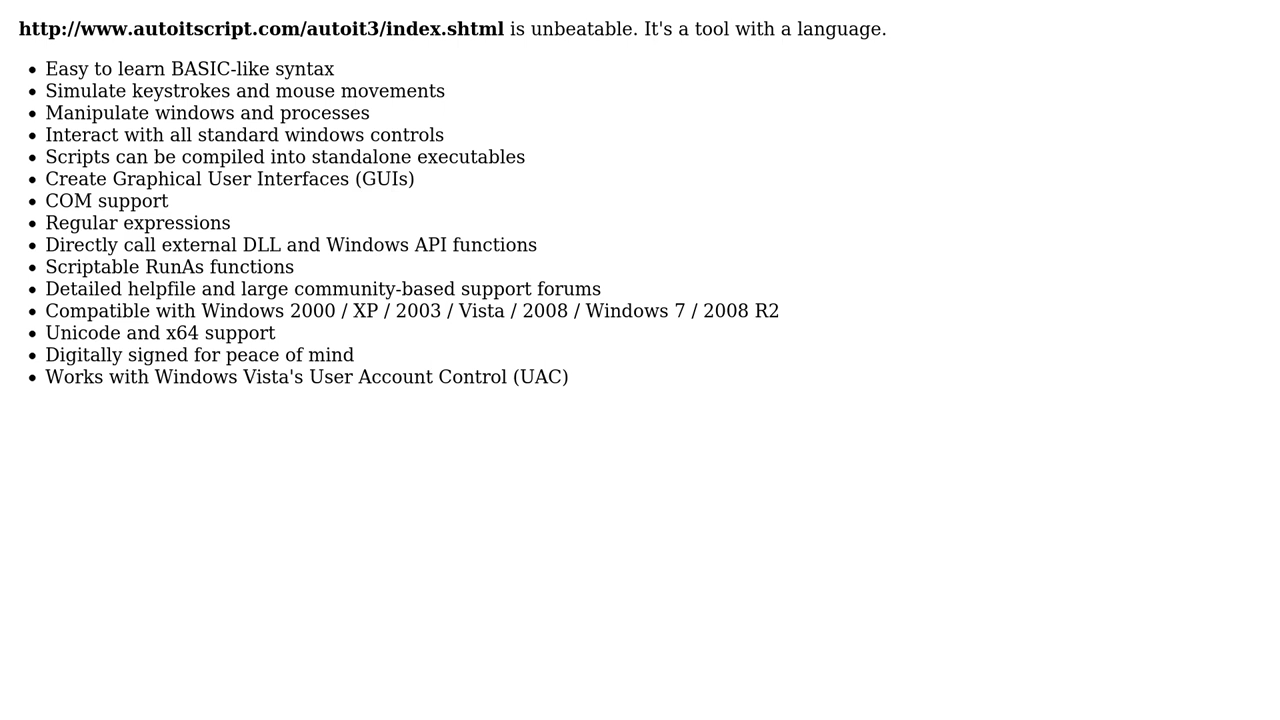 http://www.autoitscript.com/autoit3/index.shtml is unbeatable. It's a tool with a language.
• Easy to learn BASIC-like syntax
• Simulate keystrokes and mouse movements
• Manipulate windows and processes
• Interact with all standard windows controls
• Scripts can be compiled into standalone executables
• Create Graphical User Interfaces (GUIs)
• COM support
• Regular expressions
• Directly call external DLL and Windows API functions
• Scriptable RunAs functions
• Detailed helpfile and large community-based support forums
• Compatible with Windows 2000 / XP / 2003 / Vista / 2008 / Windows 7 / 2008 R2
• Unicode and x64 support
• Digitally signed for peace of mind
• Works with Windows Vista's User Account Control (UAC)